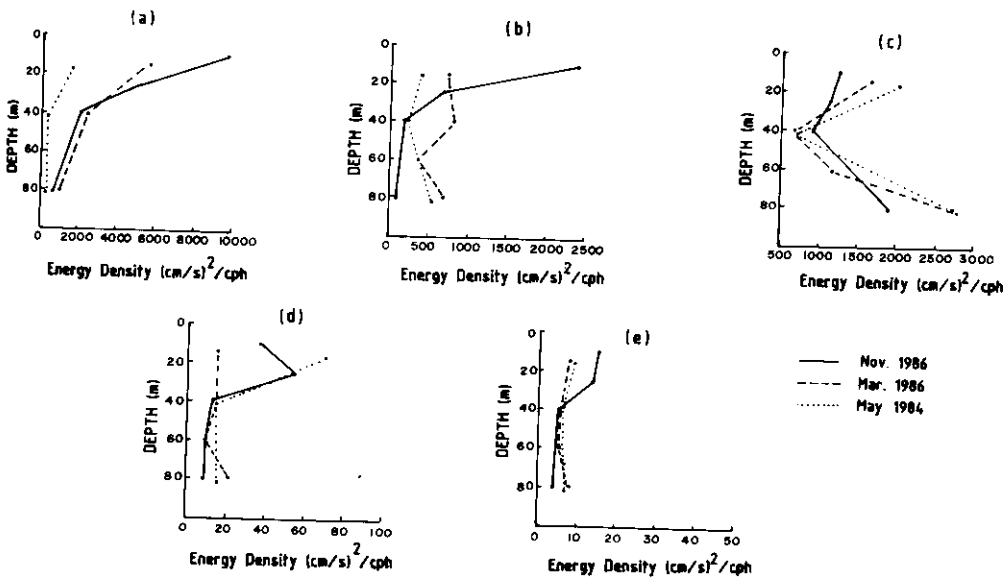 (a)
0
20
40
60
80
DEPTH (m)
0 2000 4000 6000 10000
Energy Density (cm/s)²/cph
(b)
0
20
40
60
80
DEPTH (m)
0 500 1000 1500 2000 2500
Energy Density (cm/s)²/cph
(c)
0
20
40
60
80
DEPTH (m)
500 1000 1500 2000 2500 3000
Energy Density (cm/s)²/cph
(d)
0
20
40
60
80
DEPTH (m)
0 20 40 60 80 100
Energy Density (cm/s)²/cph
(e)
0
20
40
60
80
DEPTH (m)
0 10 20 30 40 50
Energy Density (cm/s)²/cph
Nov. 1986
Mar. 1986
May 1984